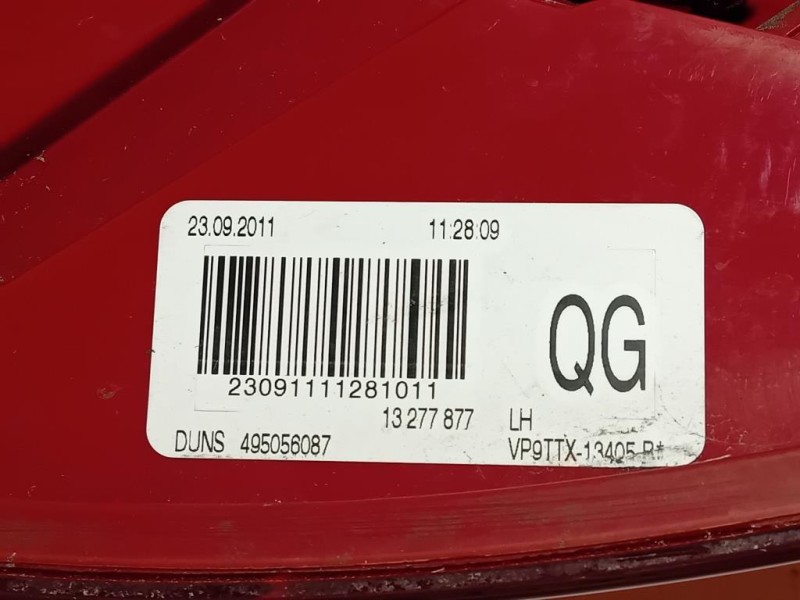 23.09.2011 11:28:09
QG
23091111281011
13 277 877 LH
DUNS 495056087 VP9TTX-13405-B*